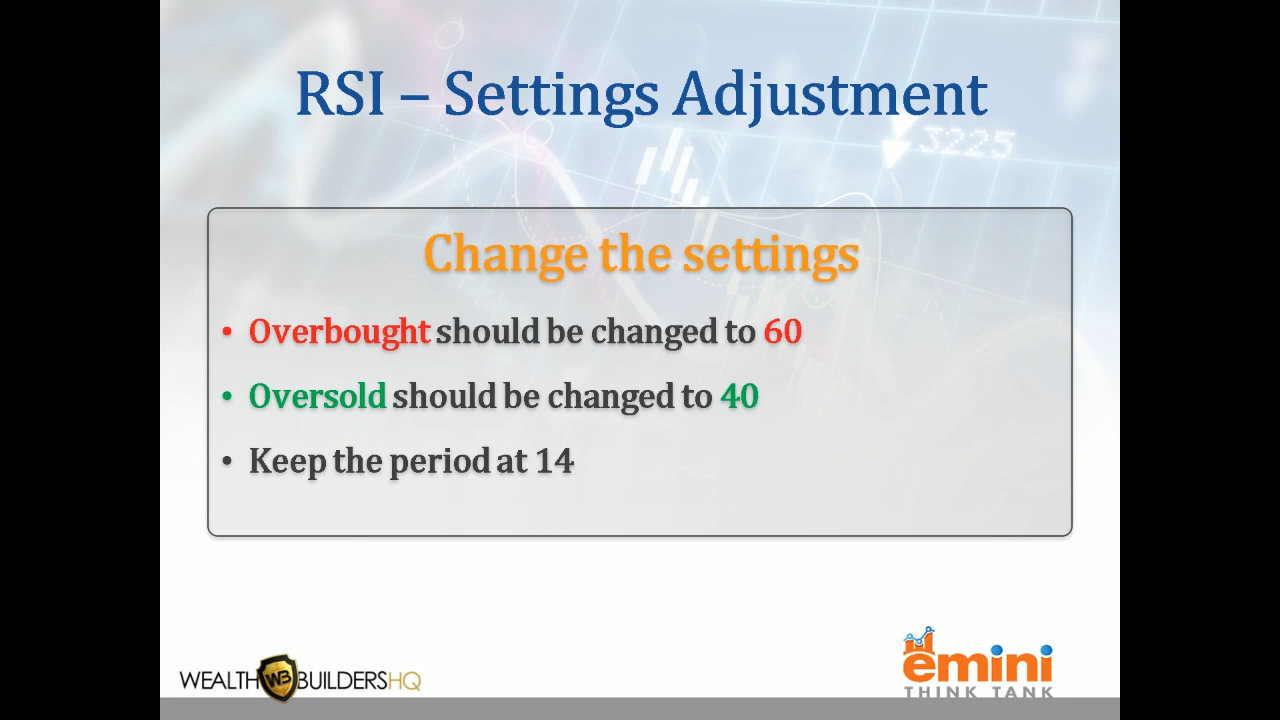 RSI – Settings Adjustment
3225
Change the settings
• Overbought should be changed to 60
• Oversold should be changed to 40
• Keep the period at 14
WEALTH WB BUILDERSHQ
emini
THINK TANK